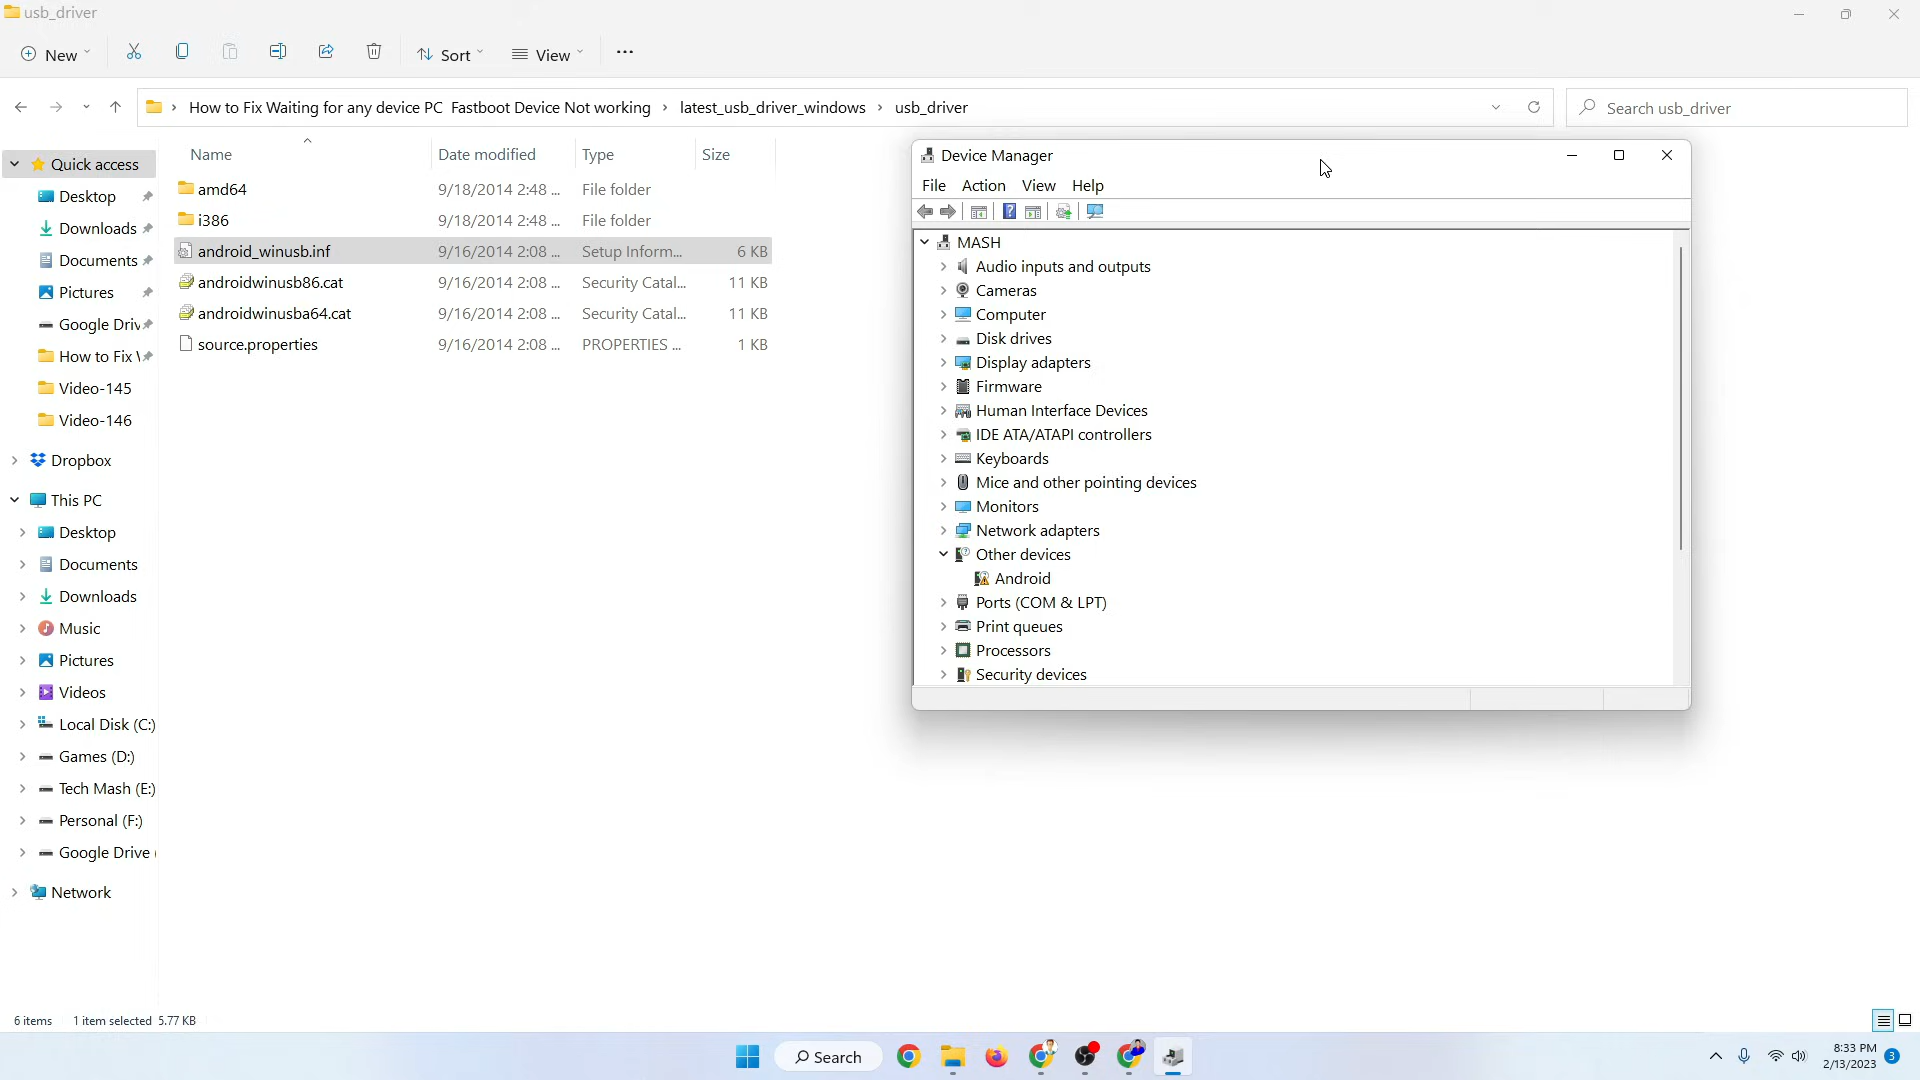 usb_driver
New
Sort
View
How to Fix Waiting for any device PC Fastboot Device Not working
latest_usb_driver_windows
usb_driver
Search usb_driver
Quick access
Desktop
Downloads
Documents
Pictures
Google Driv
How to Fix \
Video-145
Video-146
Dropbox
This PC
Desktop
Documents
Downloads
Music
Pictures
Videos
Local Disk (C:)
Games (D:)
Tech Mash (E:)
Personal (F:)
Google Drive (
Network
Name Date modified Type Size
amd64 9/18/2014 2:48 ... File folder
i386 9/18/2014 2:48 ... File folder
android_winusb.inf 9/16/2014 2:08 ... Setup Inform... 6 KB
androidwinusb86.cat 9/16/2014 2:08 ... Security Catal... 11 KB
androidwinusba64.cat 9/16/2014 2:08 ... Security Catal... 11 KB
source.properties 9/16/2014 2:08 ... PROPERTIES ... 1 KB
Device Manager
File Action View Help
MASH
Audio inputs and outputs
Cameras
Computer
Disk drives
Display adapters
Firmware
Human Interface Devices
IDE ATA/ATAPI controllers
Keyboards
Mice and other pointing devices
Monitors
Network adapters
Other devices
Android
Ports (COM & LPT)
Print queues
Processors
Security devices
6 items 1 item selected 5.77 KB
Search
8:33 PM
2/13/2023
3